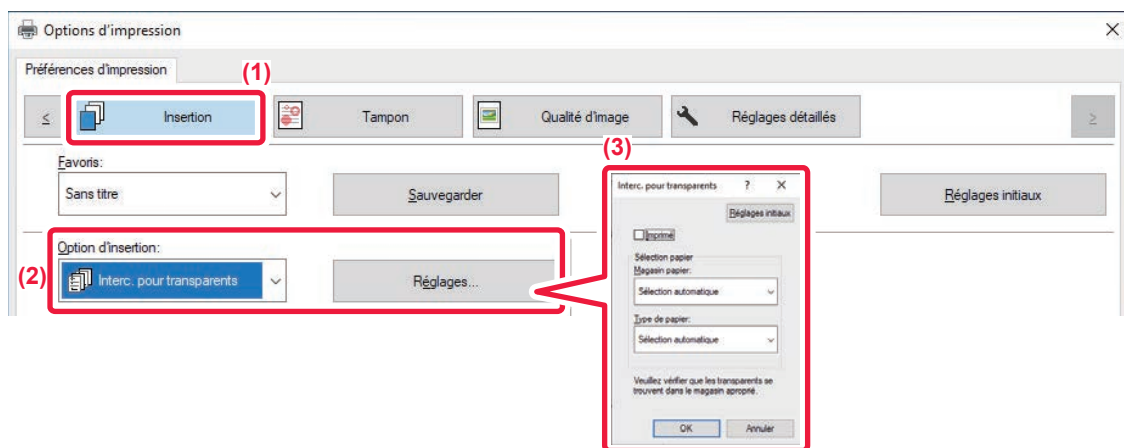 Options d'impression
Préférences d'impression
(1)
<
Insertion
Tampon
Qualité d'image
Réglages détaillés
>
(3)
Favoris:
Sans titre
Sauvegarder
Réglages initiaux
(2)
Option d'insertion:
Interc. pour transparents
Réglages...
Interc. pour transparents ? X
Réglages initiaux
Imprimé
Sélection papier
Magasin papier:
Sélection automatique
Type de papier:
Sélection automatique
Veuillez vérifier que les transparents se
trouvent dans le magasin aproprié.
OK
Annuler